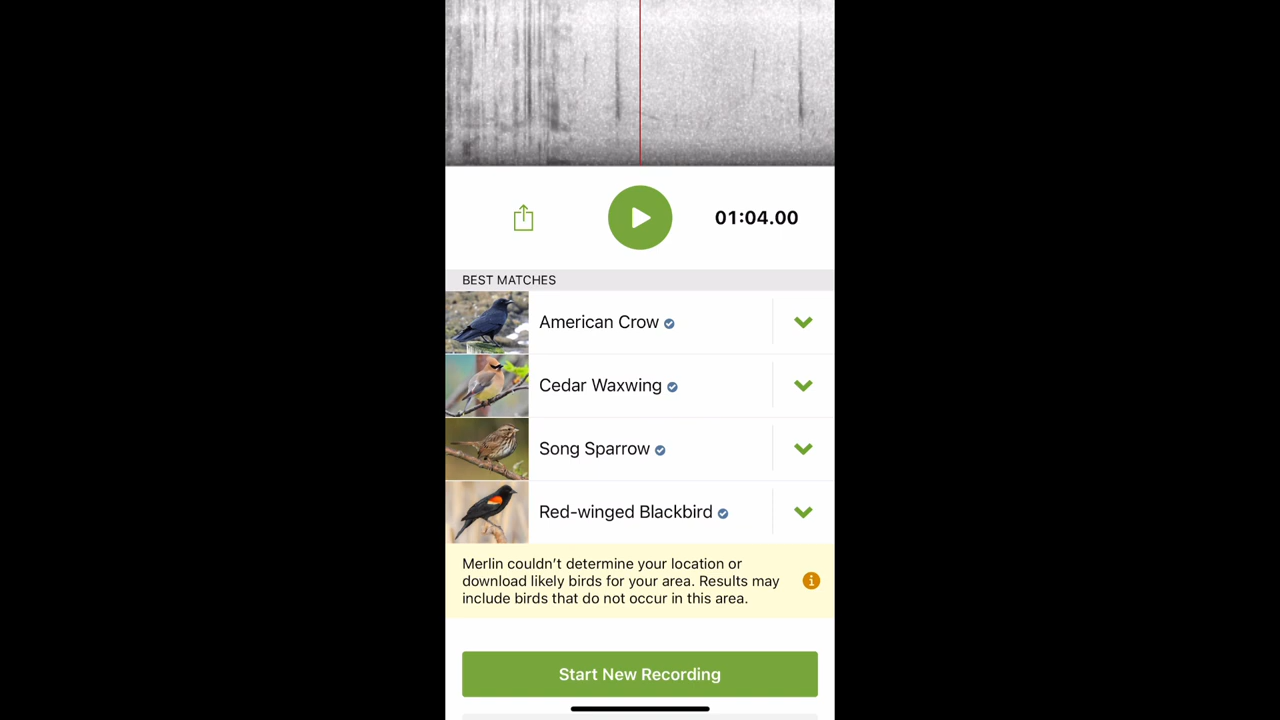 01:04.00
BEST MATCHES
American Crow
Cedar Waxwing
Song Sparrow
Red-winged Blackbird
Merlin couldn’t determine your location or
download likely birds for your area. Results may
include birds that do not occur in this area.
Start New Recording